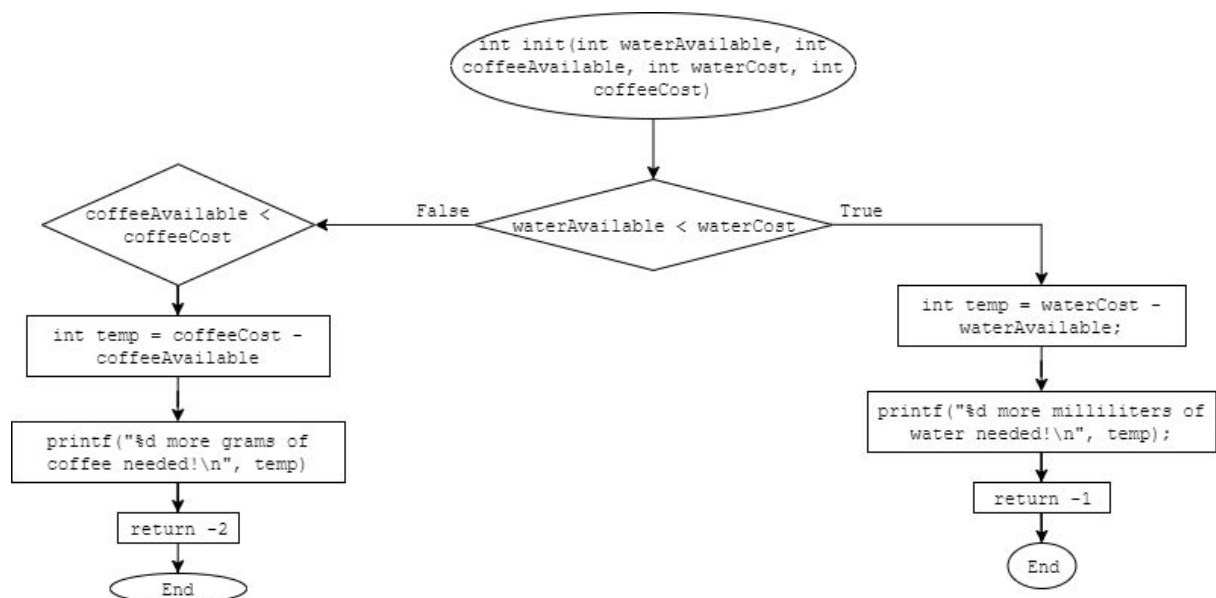 int init(int waterAvailable, int
coffeeAvailable, int waterCost, int
coffeeCost)
coffeeAvailable <
coffeeCost
False
waterAvailable < waterCost
True
int temp = coffeeCost -
coffeeAvailable
int temp = waterCost -
waterAvailable;
printf("%d more grams of
coffee needed!\n", temp)
printf("%d more milliliters of
water needed!\n", temp);
return -2
return -1
End
End